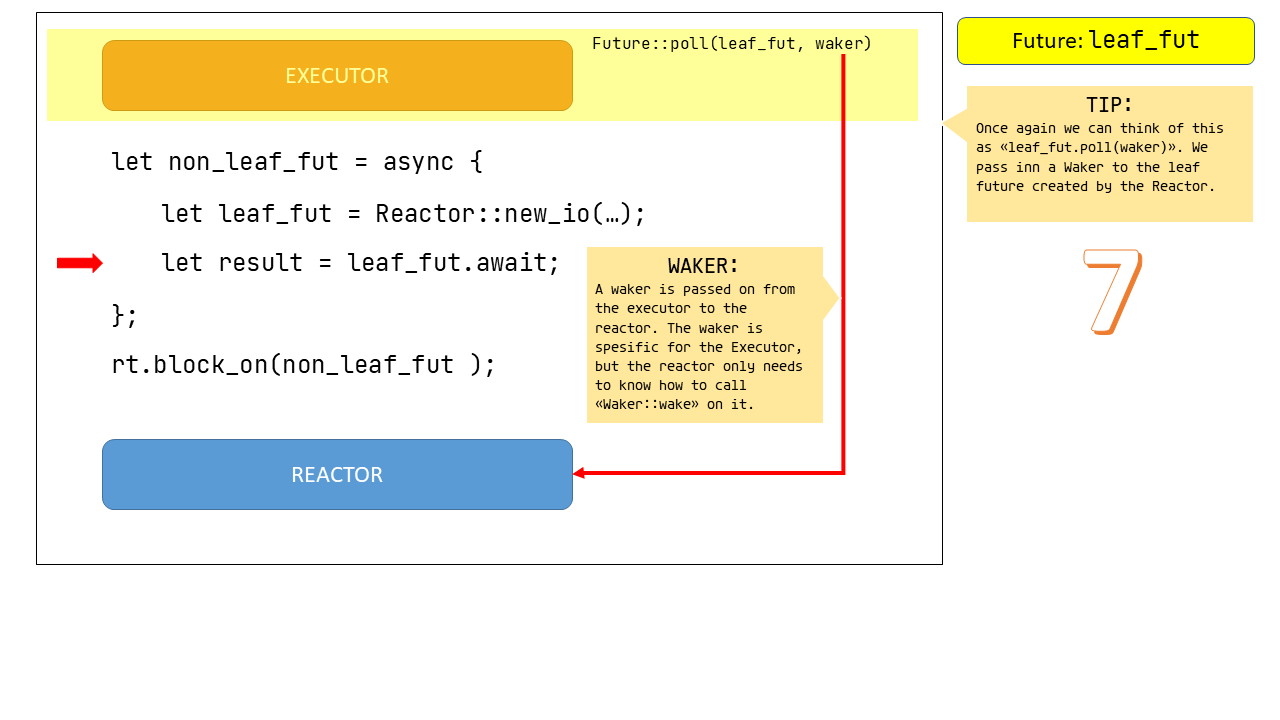 Future::poll(leaf_fut, waker)
EXECUTOR
let non_leaf_fut = async {
let leaf_fut = Reactor::new_io(…);
let result = leaf_fut.await;
};
rt.block_on(non_leaf_fut );
WAKER:
A waker is passed on from
the executor to the
reactor. The waker is
spesific for the Executor,
but the reactor only needs
to know how to call
«Waker::wake» on it.
REACTOR
Future: leaf_fut
TIP:
Once again we can think of this
as «leaf_fut.poll(waker)». We
pass inn a Waker to the leaf
future created by the Reactor.
7